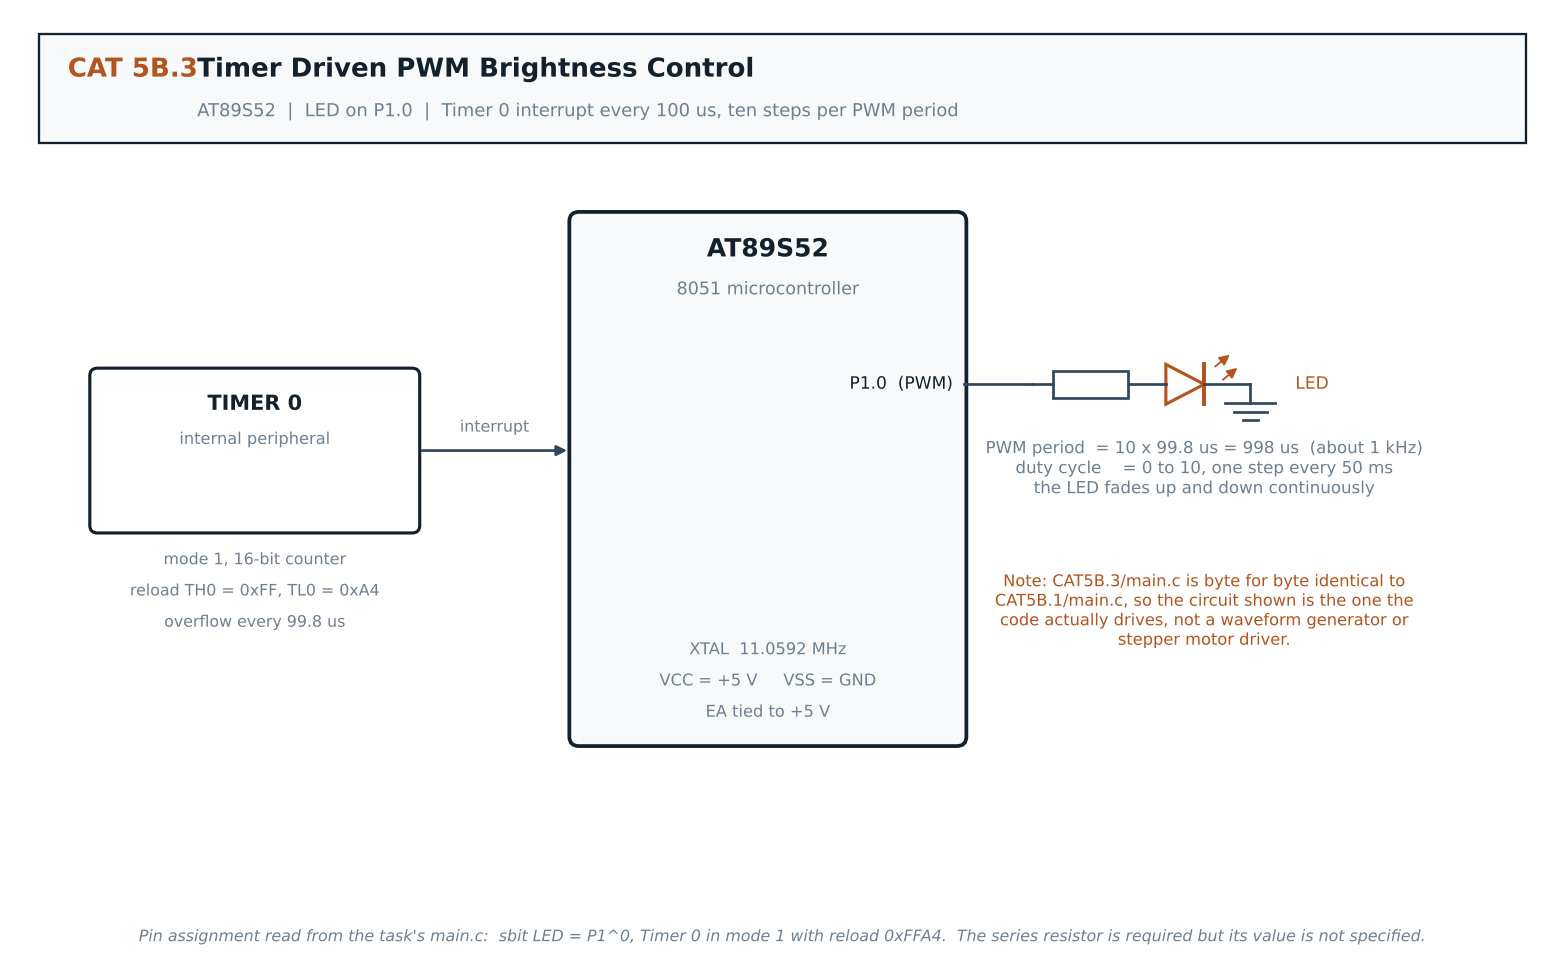 CAT 5B.3 Timer Driven PWM Brightness Control
AT89S52 | LED on P1.0 | Timer 0 interrupt every 100 us, ten steps per PWM period
AT89S52
8051 microcontroller
P1.0 (PWM)
LED
TIMER 0
internal peripheral
interrupt
PWM period = 10 x 99.8 us = 998 us (about 1 kHz)
duty cycle = 0 to 10, one step every 50 ms
the LED fades up and down continuously
mode 1, 16-bit counter
reload TH0 = 0xFF, TL0 = 0xA4
overflow every 99.8 us
Note: CAT5B.3/main.c is byte for byte identical to
CAT5B.1/main.c, so the circuit shown is the one the
code actually drives, not a waveform generator or
stepper motor driver.
XTAL 11.0592 MHz
VCC = +5 V VSS = GND
EA tied to +5 V
Pin assignment read from the task's main.c: sbit LED = P1^0, Timer 0 in mode 1 with reload 0xFFA4. The series resistor is required but its value is not specified.